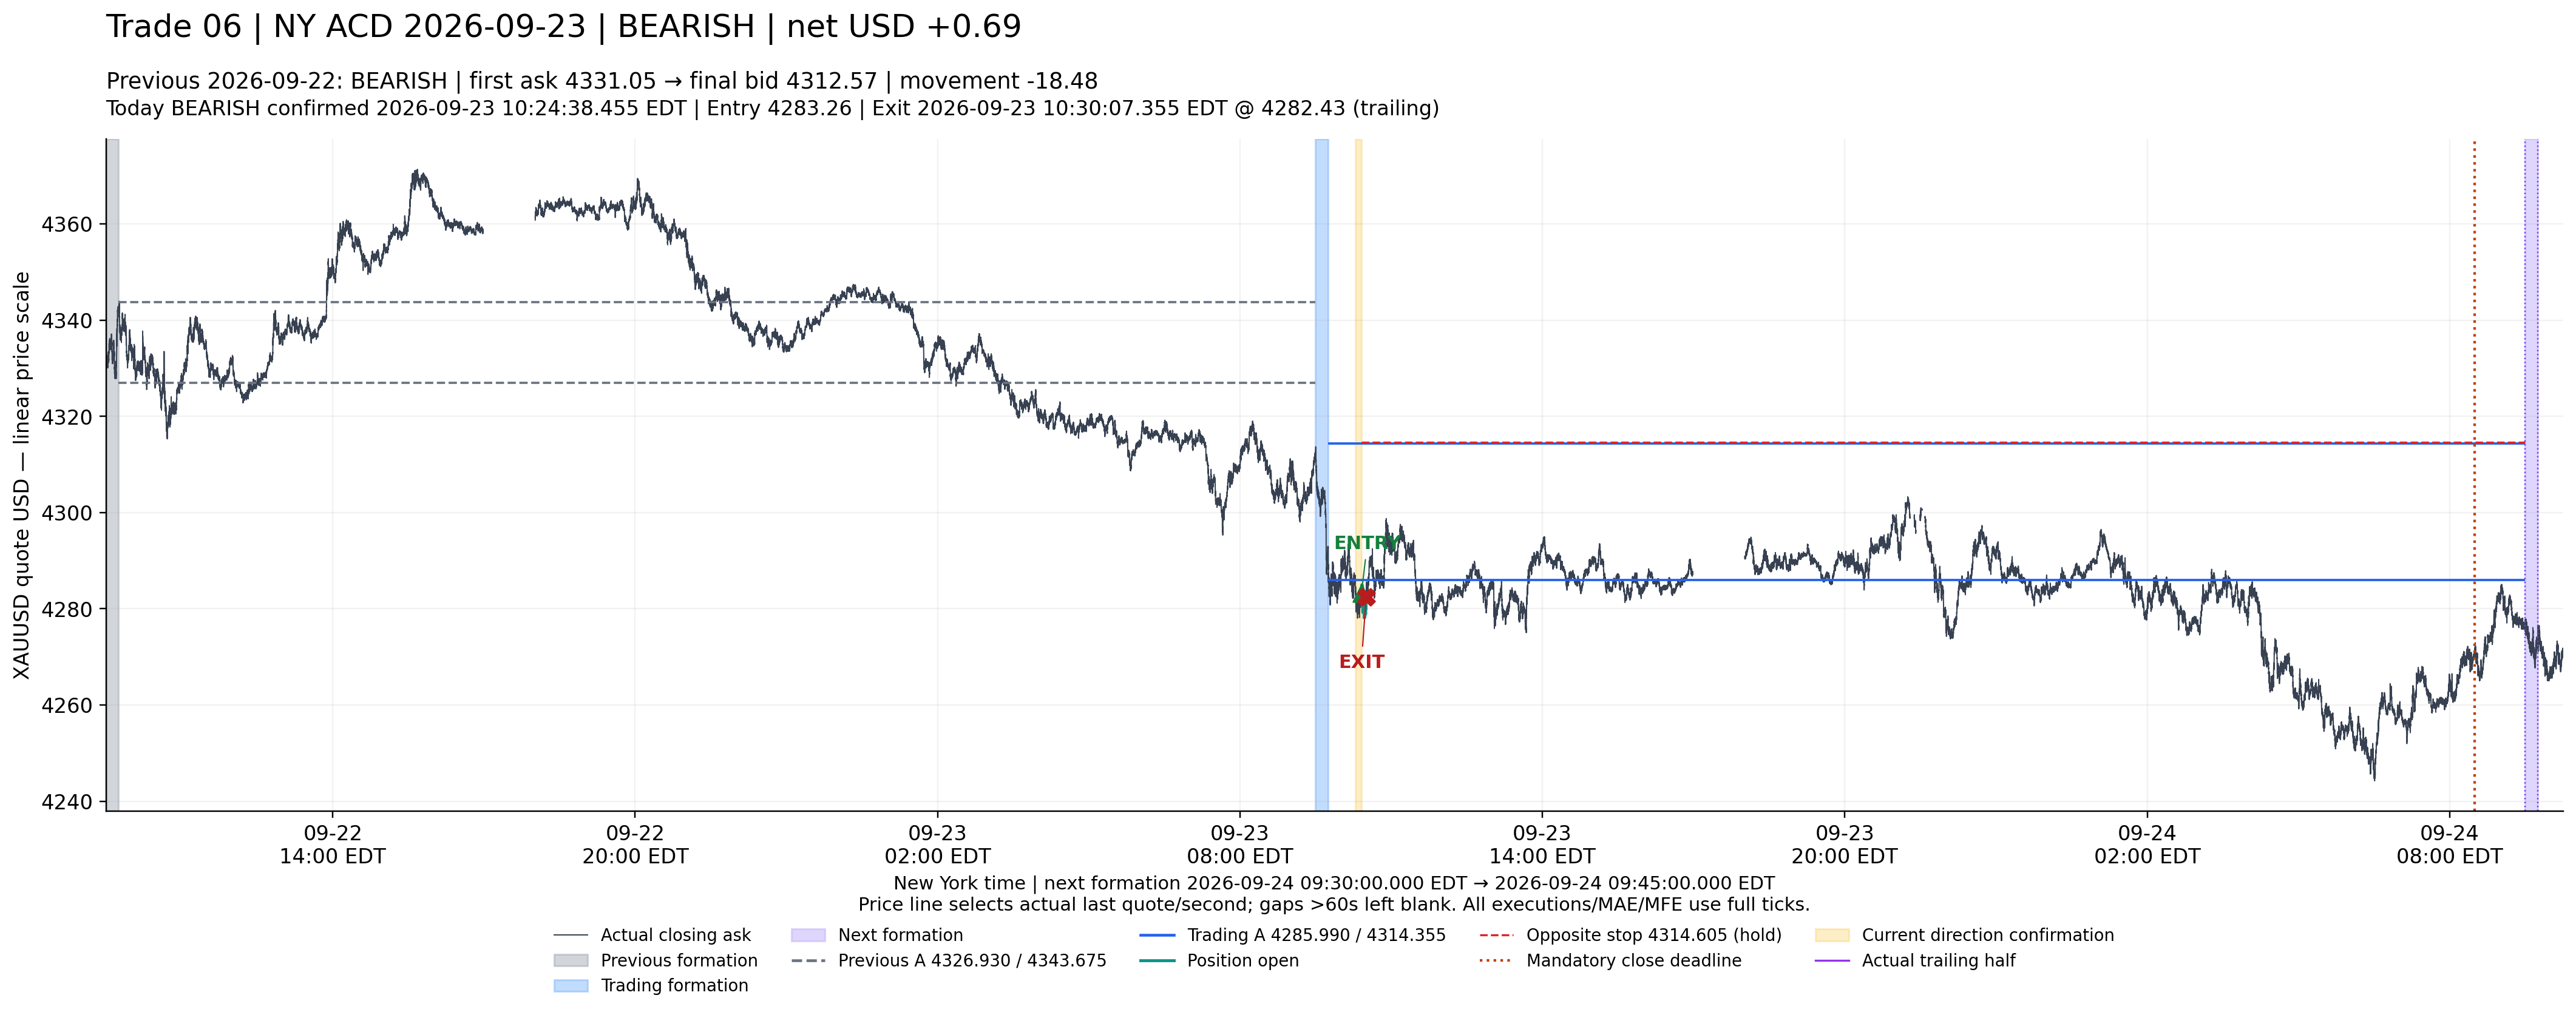 Trade 06 | NY ACD 2026-09-23 | BEARISH | net USD +0.69
Previous 2026-09-22: BEARISH | first ask 4331.05 → final bid 4312.57 | movement -18.48
Today BEARISH confirmed 2026-09-23 10:24:38.455 EDT | Entry 4283.26 | Exit 2026-09-23 10:30:07.355 EDT @ 4282.43 (trailing)
XAUUSD quote USD — linear price scale
4360
4340
4320
4300
4280
4260
4240
ENTRY
EXIT
09-22 09-22 09-23 09-23 09-23 09-23 09-24 09-24
14:00 EDT 20:00 EDT 02:00 EDT 08:00 EDT 14:00 EDT 20:00 EDT 02:00 EDT 08:00 EDT
New York time | next formation 2026-09-24 09:30:00.000 EDT → 2026-09-24 09:45:00.000 EDT
Price line selects actual last quote/second; gaps >60s left blank. All executions/MAE/MFE use full ticks.
Actual closing ask Next formation Trading A 4285.990 / 4314.355 Opposite stop 4314.605 (hold) Current direction confirmation
Previous formation Previous A 4326.930 / 4343.675 Position open Mandatory close deadline Actual trailing half
Trading formation